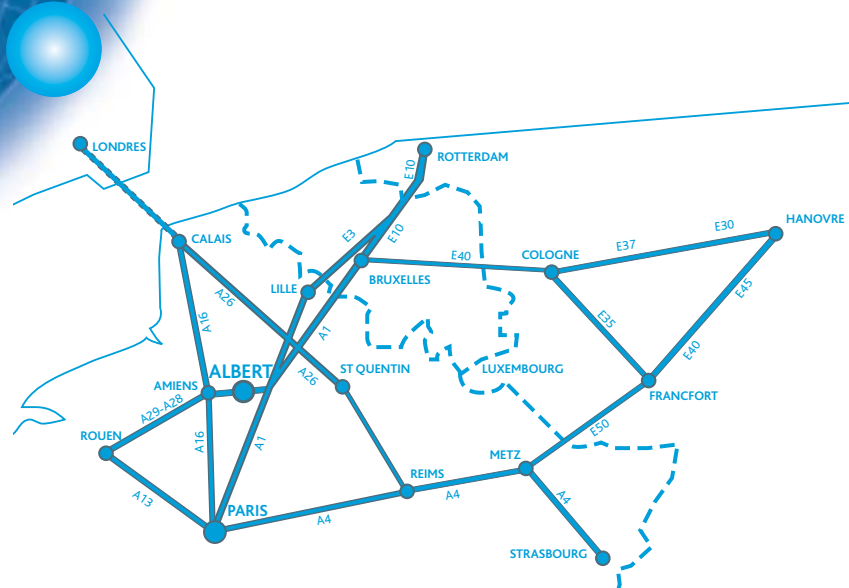 LONDRES
ROTTERDAM
E10
HANOVRE
E30
E3
E10
CALAIS
E37
E40
COLOGNE
BRUXELLES
LILLE
A26
E45
A16
A1
E35
E40
ALBERT
A26
ST QUENTIN
LUXEMBOURG
AMIENS
FRANCFORT
A29-A28
E50
ROUEN
A16
A1
METZ
REIMS
A13
A4
A4
PARIS
A4
STRASBOURG